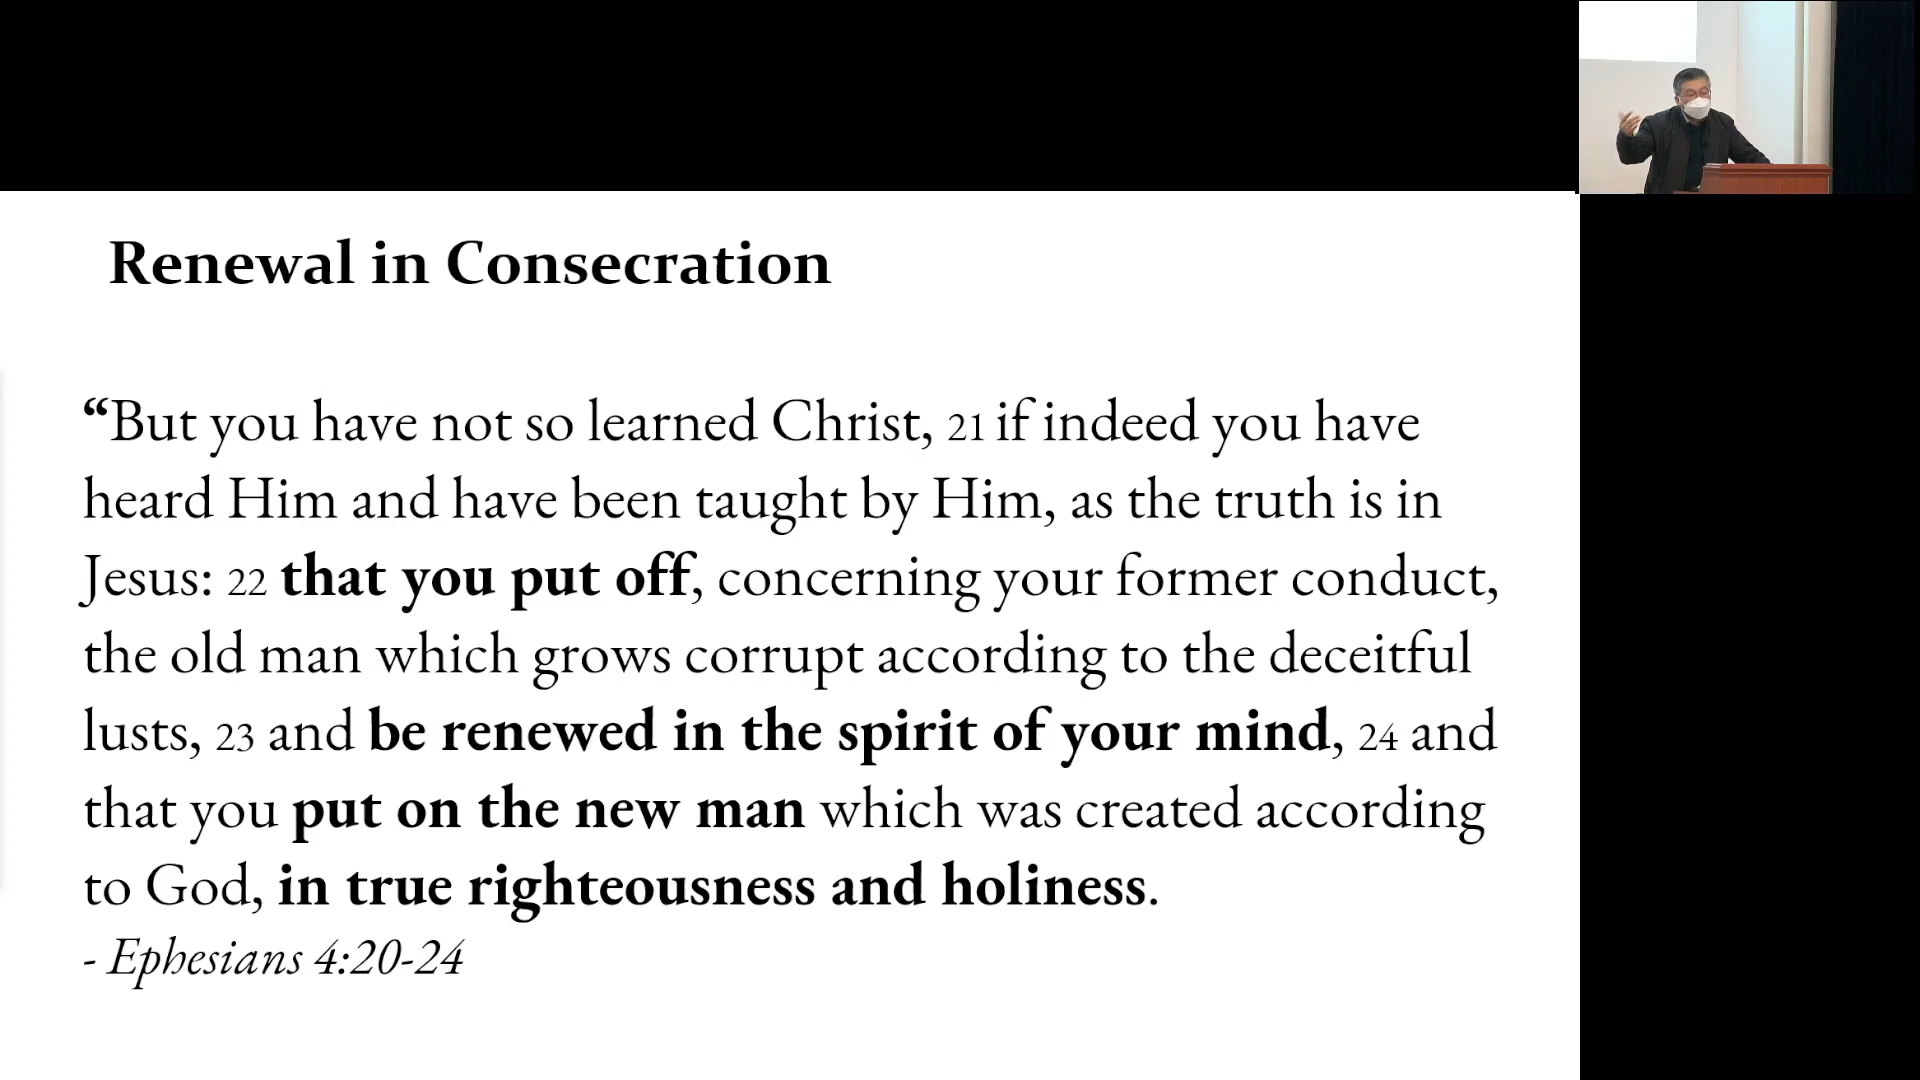 Renewal in Consecration
“But you have not so learned Christ, 21 if indeed you have
heard Him and have been taught by Him, as the truth is in
Jesus: 22 that you put off, concerning your former conduct,
the old man which grows corrupt according to the deceitful
lusts, 23 and be renewed in the spirit of your mind, 24 and
that you put on the new man which was created according
to God, in true righteousness and holiness.
- Ephesians 4:20-24